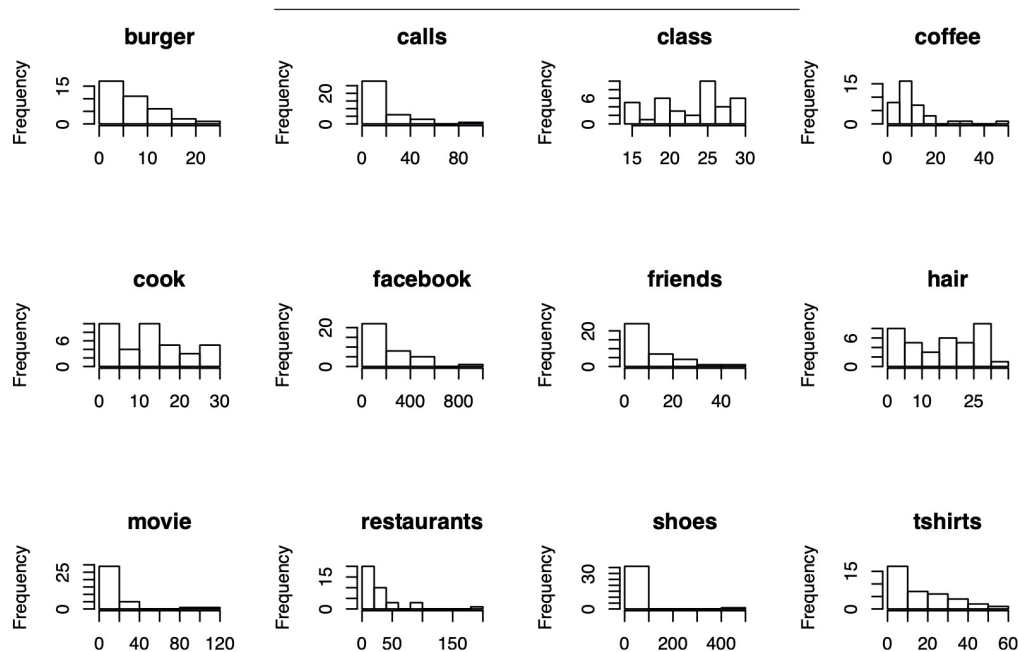 burger
Frequency
0 15
0 10 20
calls
Frequency
0 20
0 40 80
class
Frequency
0 6
15 20 25 30
coffee
Frequency
0 15
0 20 40
cook
Frequency
0 6
0 10 20 30
facebook
Frequency
0 20
0 400 800
friends
Frequency
0 20
0 20 40
hair
Frequency
0 6
0 10 25
movie
Frequency
0 25
0 40 80 120
restaurants
Frequency
0 15
0 50 150
shoes
Frequency
0 30
0 200 400
tshirts
Frequency
0 15
0 20 40 60